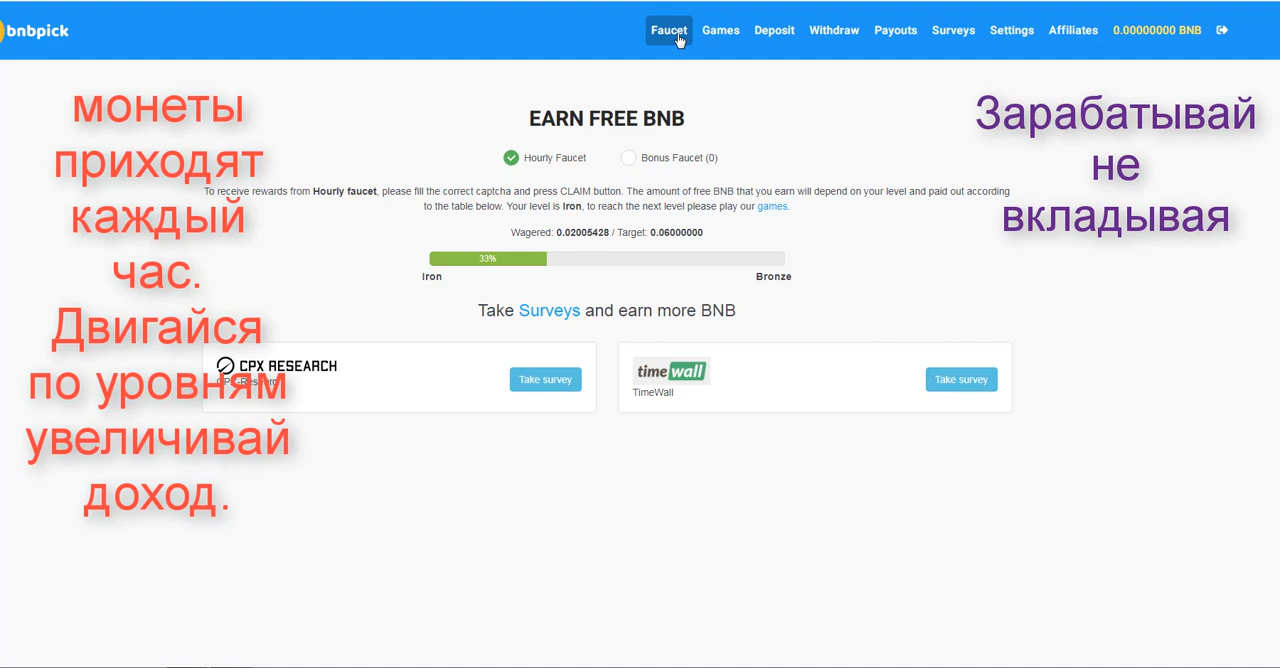 bnbpick
Faucet Games Deposit Withdraw Payouts Surveys Settings Affiliates 0.00000000 BNB
монеты
приходят
каждый
час.
Двигайся
по уровням
увеличивай
доход.
Зарабатывай
не
вкладывая
EARN FREE BNB
Hourly Faucet Bonus Faucet (0)
To receive rewards from Hourly faucet, please fill the correct captcha and press CLAIM button. The amount of free BNB that you earn will depend on your level and paid out according
to the table below. Your level is Iron, to reach the next level please play our games.
Wagered: 0.02005428 / Target: 0.06000000
33%
Iron Bronze
Take Surveys and earn more BNB
CPX RESEARCH
CPX-Research
Take survey
timewall
TimeWall
Take survey